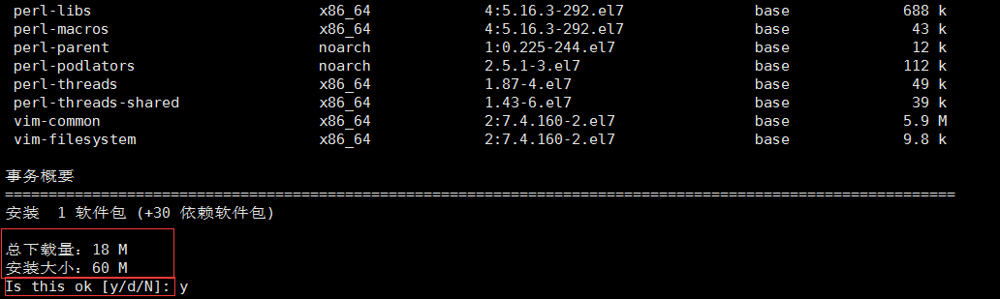 perl-libs x86_64 4:5.16.3-292.el7 base 688 k
perl-macros x86_64 4:5.16.3-292.el7 base 43 k
perl-parent noarch 1:0.225-244.el7 base 12 k
perl-podlators noarch 2.5.1-3.el7 base 112 k
perl-threads x86_64 1.87-4.el7 base 49 k
perl-threads-shared x86_64 1.43-6.el7 base 39 k
vim-common x86_64 2:7.4.160-2.el7 base 5.9 M
vim-filesystem x86_64 2:7.4.160-2.el7 base 9.8 k
事务概要
==============================================================================================================
安装 1 软件包 (+30 依赖软件包)
总下载量：18 M
安装大小：60 M
Is this ok [y/d/N]: y